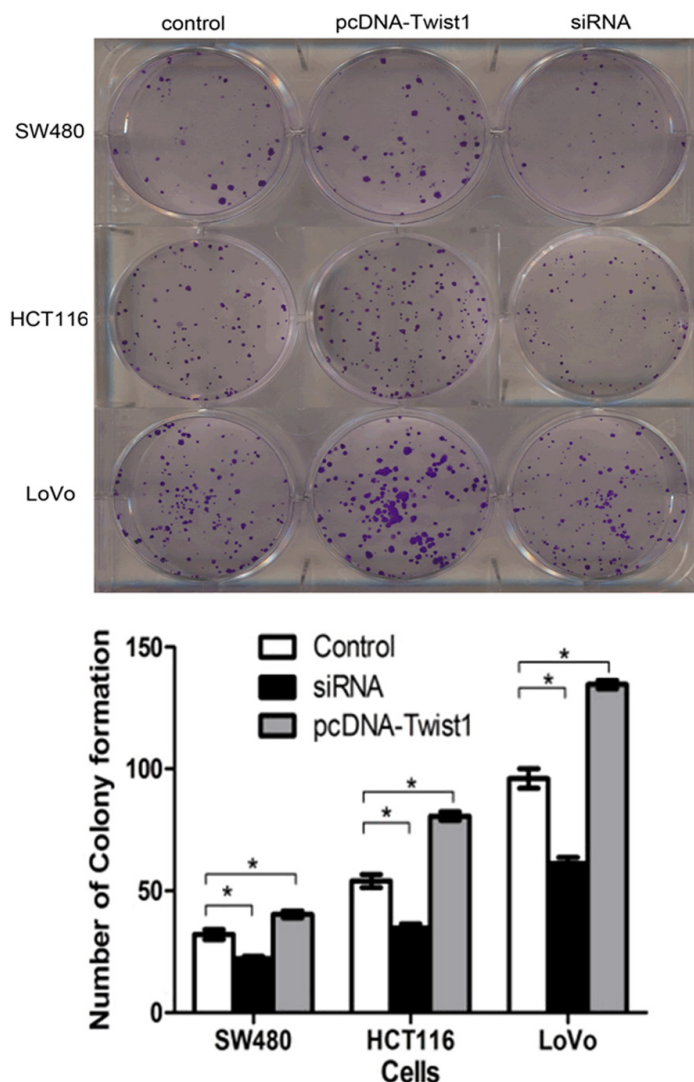 control pcDNA-Twist1 siRNA
SW480
HCT116
LoVo
Number of Colony formation
150
100
50
0
Control
siRNA
pcDNA-Twist1
* *
* *
* *
SW480 HCT116 LoVo
Cells